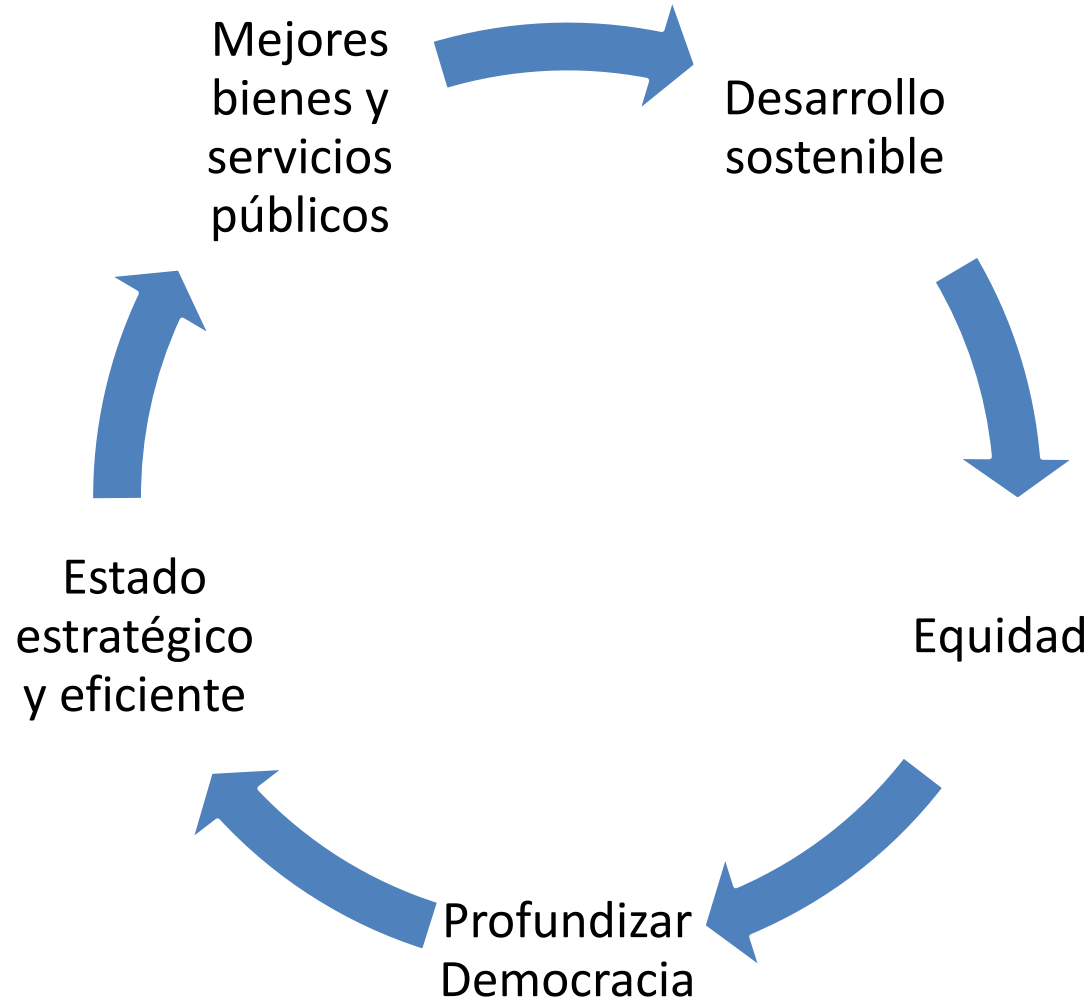 Mejores
bienes y
servicios
públicos
Desarrollo
sostenible
Equidad
Profundizar
Democracia
Estado
estratégico
y eficiente